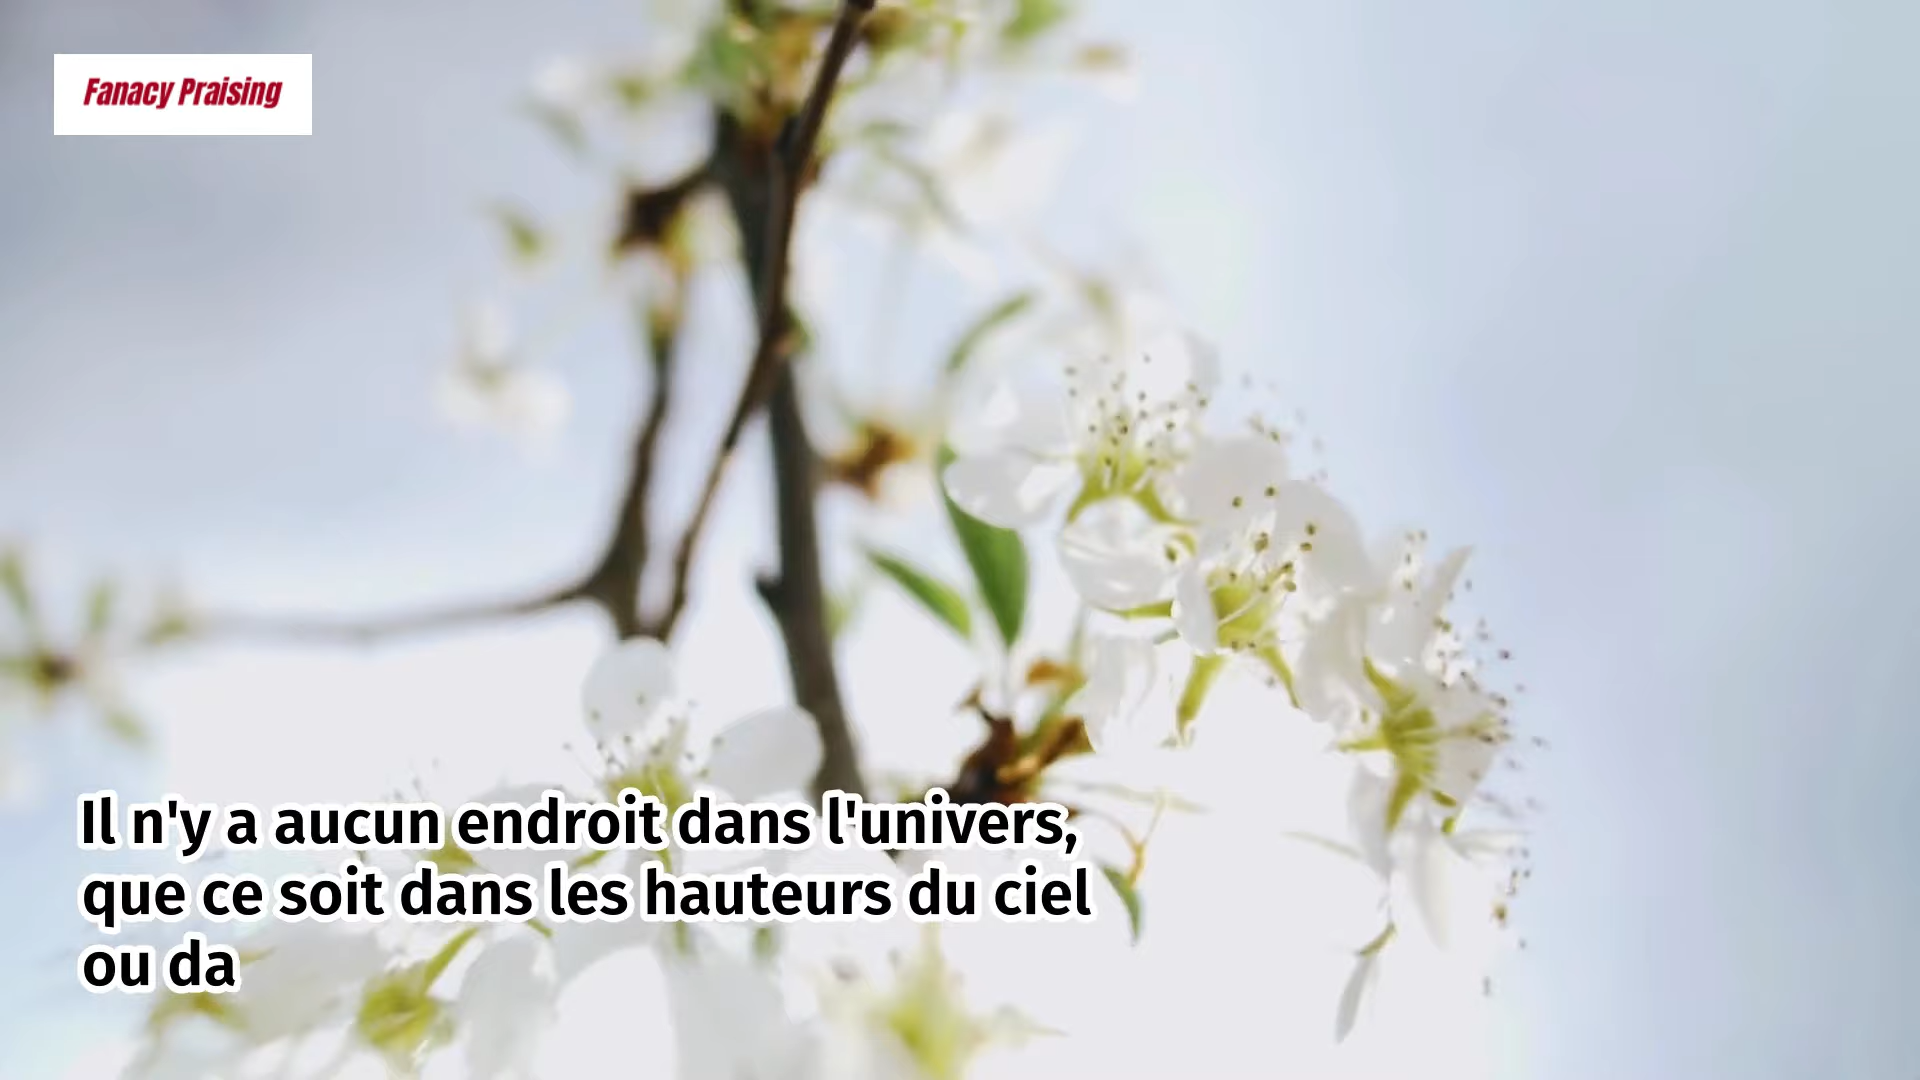 Fanacy Praising
Il n'y a aucun endroit dans l'univers,
que ce soit dans les hauteurs du ciel
ou da